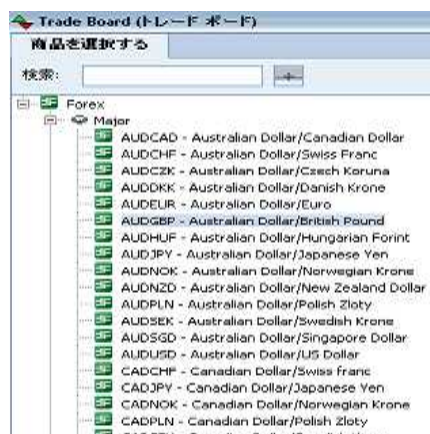 Trade Board (トレード ボード)
商品を選択する
検索:
Forex
Major
AUDCAD - Australian Dollar/Canadian Dollar
AUDCHF - Australian Dollar/Swiss Franc
AUDCZK - Australian Dollar/Czech Koruna
AUDDKK - Australian Dollar/Danish Krone
AUDEUR - Australian Dollar/Euro
AUDGBP - Australian Dollar/British Pound
AUDHUF - Australian Dollar/Hungarian Forint
AUDJPY - Australian Dollar/Japanese Yen
AUDNOK - Australian Dollar/Norwegian Krone
AUDNZD - Australian Dollar/New Zealand Dollar
AUDPLN - Australian Dollar/Polish Zloty
AUDSEK - Australian Dollar/Swedish Krone
AUDSGD - Australian Dollar/Singapore Dollar
AUDUSD - Australian Dollar/US Dollar
CADCHF - Canadian Dollar/Swiss franc
CADJPY - Canadian Dollar/Japanese Yen
CADNOK - Canadian Dollar/Norwegian Krone
CADPLN - Canadian Dollar/Polish Zloty